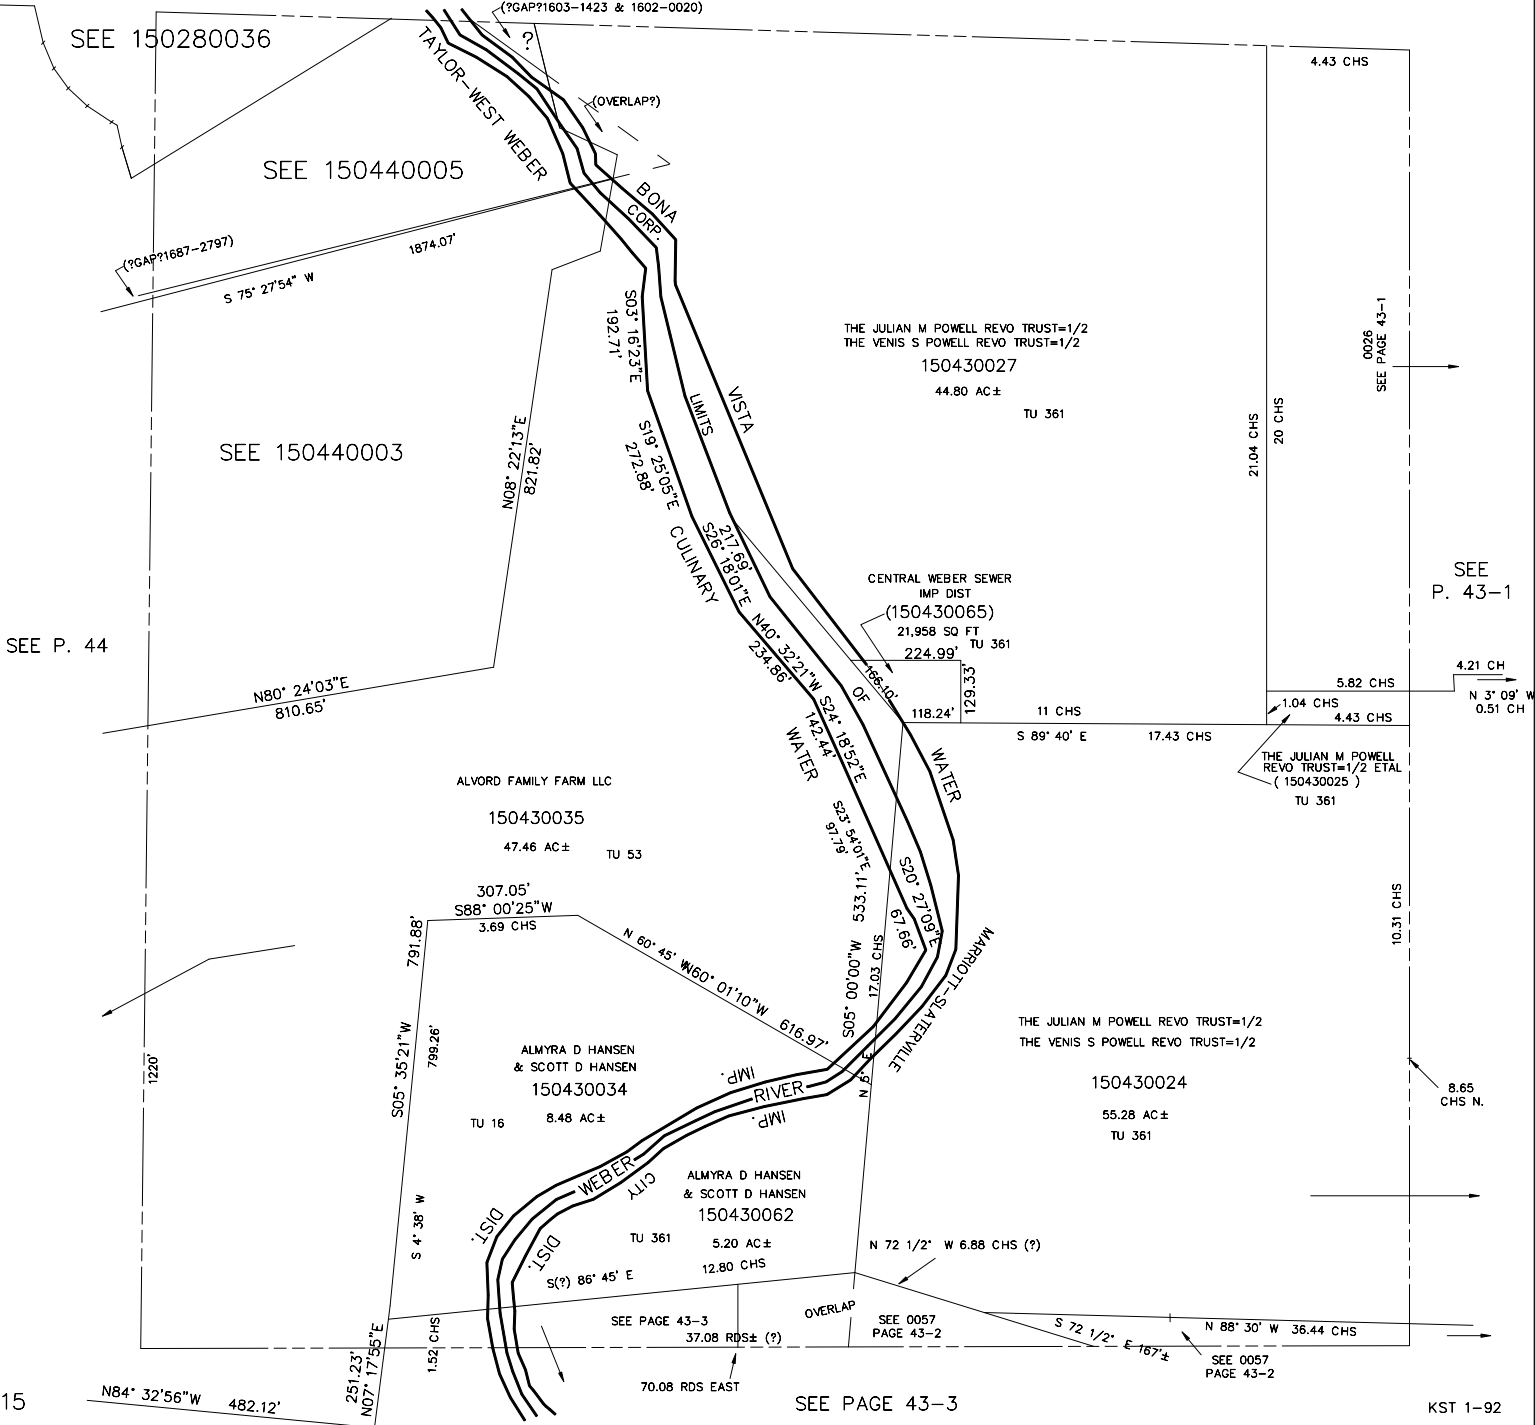 (?GAP?1603-1423 & 1602-0020)
SEE 150280036
?
4.43 CHS
TAYLOR-WEST WEBER
(OVERLAP?)
SEE 150440005
BONA
CORP.
(?GAP?1687-2797)
1874.07'
S 75° 27'54" W
S03° 16'23"E
192.71'
THE JULIAN M POWELL REVO TRUST=1/2
THE VENIS S POWELL REVO TRUST=1/2
150430027
44.80 AC±
TU 361
0026
SEE PAGE 43-1
21.04 CHS
20 CHS
LIMITS
VISTA
SEE 150440003
N08° 22'13"E
821.82'
S19° 25'05"E
272.88'
CULINARY
217.69'
S26° 18'01"E
CENTRAL WEBER SEWER
IMP DIST
(150430065)
21,958 SQ FT
TU 361
224.99'
SEE
P. 43-1
SEE P. 44
N40° 32'21"W
234.86'
166.10'
OF
129.33'
118.24'
11 CHS
S 89° 40' E
17.43 CHS
5.82 CHS
4.21 CH
N 3° 09' W
0.51 CH
1.04 CHS
4.43 CHS
N80° 24'03"E
810.65'
S24° 18'52"E
142.44'
WATER
WATER
THE JULIAN M POWELL
REVO TRUST=1/2 ETAL
( 150430025 )
TU 361
ALVORD FAMILY FARM LLC
150430035
47.46 AC±
TU 53
S23° 54'01"E
97.79'
S20° 27'09"E
67.66'
307.05'
S88° 00'25"W
3.69 CHS
791.88'
S05° 35'21"W
799.26'
N 60° 45' W
N60° 01'10"W
616.97'
S05° 00'00"W 533.11'
17.03 CHS
N 5° E
MARRIOTT-SLATERVILLE
10.31 CHS
1220'
ALMYRA D HANSEN
& SCOTT D HANSEN
150430034
TU 16
8.48 AC±
IMP.
RIVER
IMP.
THE JULIAN M POWELL REVO TRUST=1/2
THE VENIS S POWELL REVO TRUST=1/2
150430024
55.28 AC±
TU 361
8.65
CHS N.
WEBER
CITY
DIST.
DIST.
ALMYRA D HANSEN
& SCOTT D HANSEN
150430062
TU 361
5.20 AC±
12.80 CHS
S(?) 86° 45' E
S 4° 38' W
N 72 1/2° W 6.88 CHS (?)
SEE PAGE 43-3
37.08 RDS± (?)
OVERLAP
SEE 0057
PAGE 43-2
S 72 1/2° E 167'±
N 88° 30' W 36.44 CHS
SEE 0057
PAGE 43-2
1.52 CHS
251.23'
N07° 17'55"E
70.08 RDS EAST
N84° 32'56"W
482.12'
15
SEE PAGE 43-3
KST 1-92